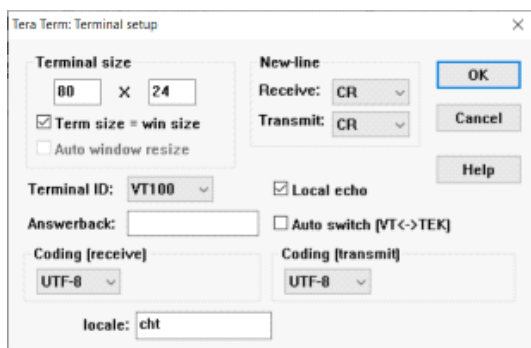 Tera Term: Terminal setup
Terminal size
80 X 24
Term size = win size
Auto window resize
New-line
Receive: CR
Transmit: CR
OK
Cancel
Help
Terminal ID: VT100
Local echo
Answerback:
Auto switch (VT<->TEK)
Coding (receive)
UTF-8
Coding (transmit)
UTF-8
locale: cht